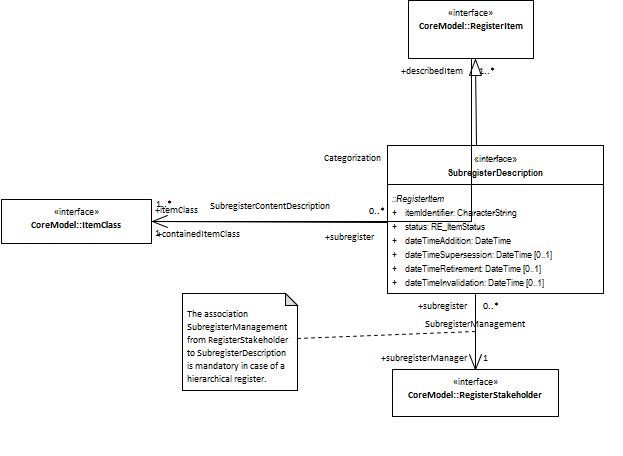 «interface»
CoreModel::RegisterItem
+describedItem
1..*
Categorization
«interface»
SubregisterDescription
::RegisterItem
+ itemIdentifier: CharacterString
+ status: RE_ItemStatus
+ dateTimeAddition: DateTime
+ dateTimeSupersession: DateTime [0..1]
+ dateTimeRetirement: DateTime [0..1]
+ dateTimeInvalidation: DateTime [0..1]
«interface»
CoreModel::ItemClass
1..*
+itemClass
SubregisterContentDescription
0..*
+containedItemClass
1
+subregister
+subregister
0..*
SubregisterManagement
The association
SubregisterManagement
from RegisterStakeholder
to SubregisterDescription
is mandatory in case of a
hierarchical register.
+subregisterManager
1
«interface»
CoreModel::RegisterStakeholder